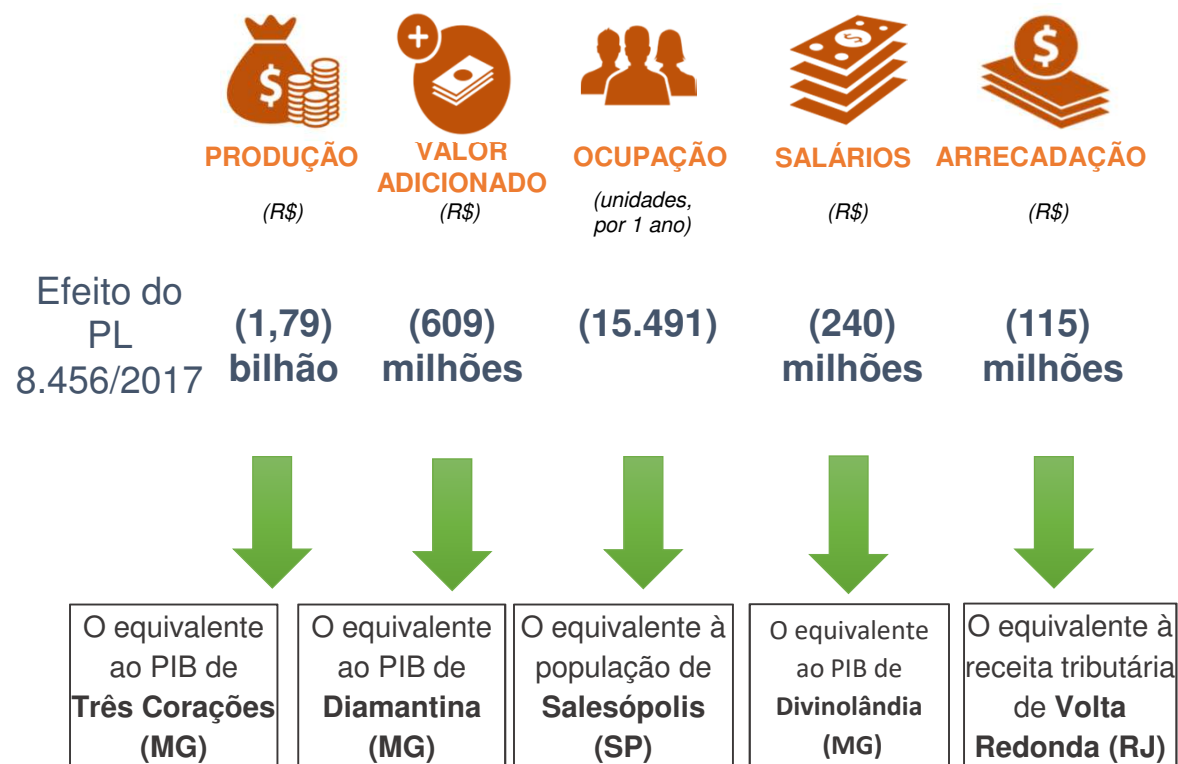 PRODUÇÃO
(R$)
VALOR
ADICIONADO
(R$)
OCUPAÇÃO
(unidades,
por 1 ano)
SALÁRIOS
(R$)
ARRECADAÇÃO
(R$)
Efeito do
PL
8.456/2017
(1,79)
bilhão
(609)
milhões
(15.491)
(240)
milhões
(115)
milhões
O equivalente
ao PIB de
Três Corações
(MG)
O equivalente
ao PIB de
Diamantina
(MG)
O equivalente à
população de
Salesópolis
(SP)
O equivalente
ao PIB de
Divinolândia
(MG)
O equivalente à
receita tributária
de Volta
Redonda (RJ)